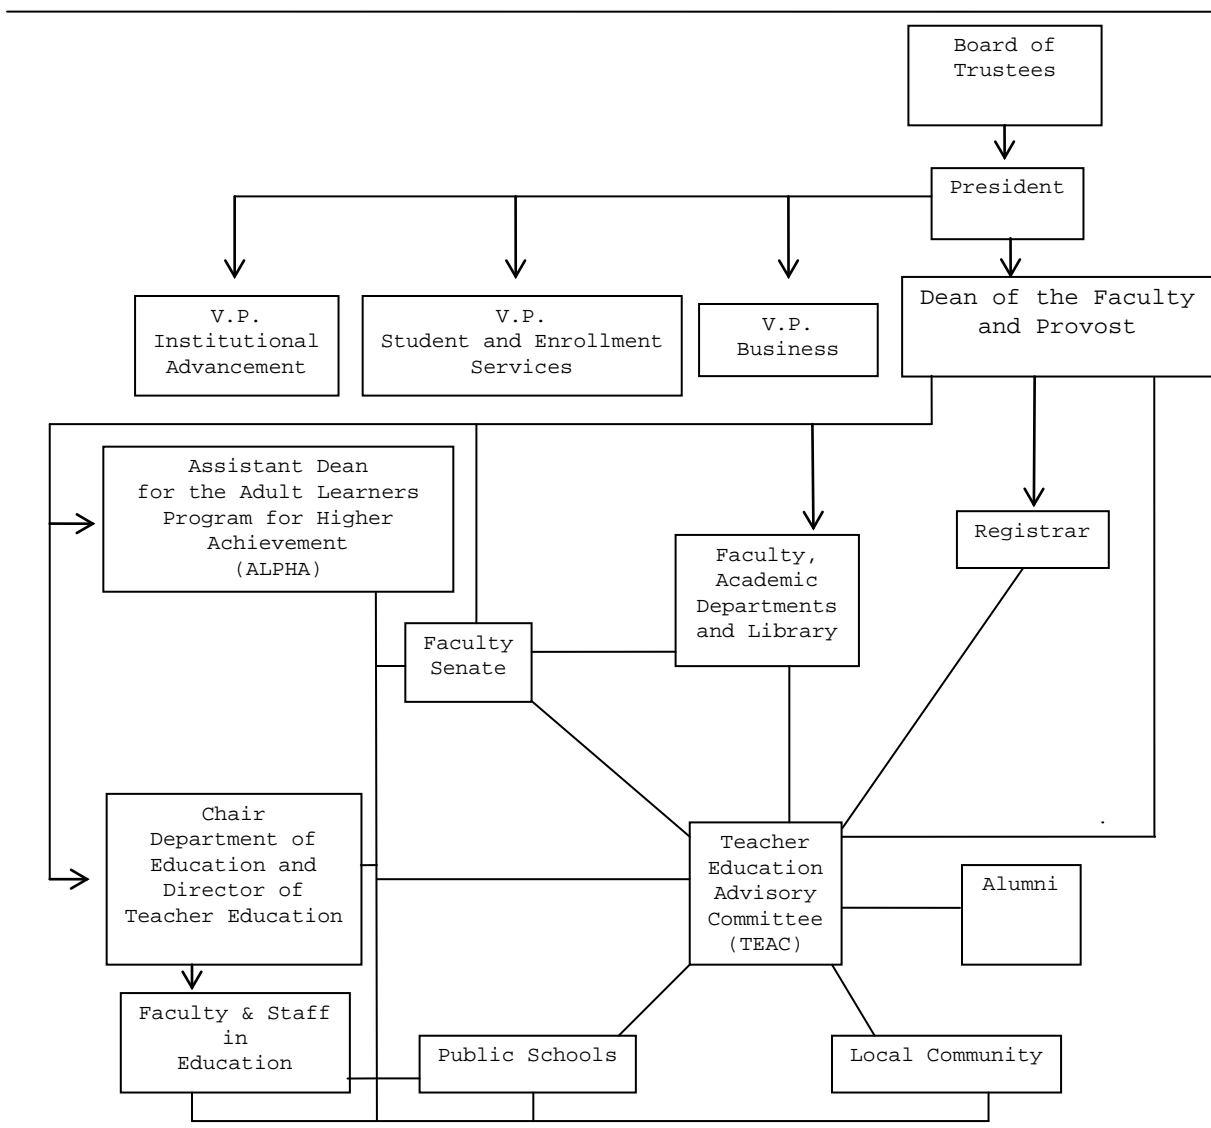 Board of
Trustees
President
V.P.
Institutional
Advancement
V.P.
Student and Enrollment
Services
V.P.
Business
Dean of the Faculty
and Provost
Assistant Dean
for the Adult Learners
Program for Higher
Achievement
(ALPHA)
Faculty
Senate
Faculty,
Academic
Departments
and Library
Registrar
Chair
Department of
Education and
Director of
Teacher Education
Teacher
Education
Advisory
Committee
(TEAC)
Alumni
Faculty & Staff
in
Education
Public Schools
Local Community